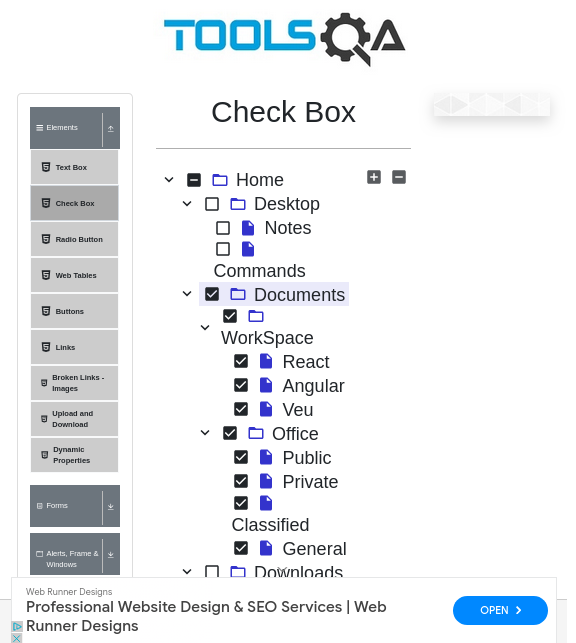 TOOLSQA
Check Box
Elements
Text Box
Check Box
Radio Button
Web Tables
Buttons
Links
Broken Links -
Images
Upload and
Download
Dynamic
Properties
Forms
Alerts, Frame &
Windows
Home
Desktop
Notes
Commands
Documents
WorkSpace
React
Angular
Veu
Office
Public
Private
Classified
General
Downloads
Web Runner Designs
Professional Website Design & SEO Services | Web
Runner Designs
OPEN